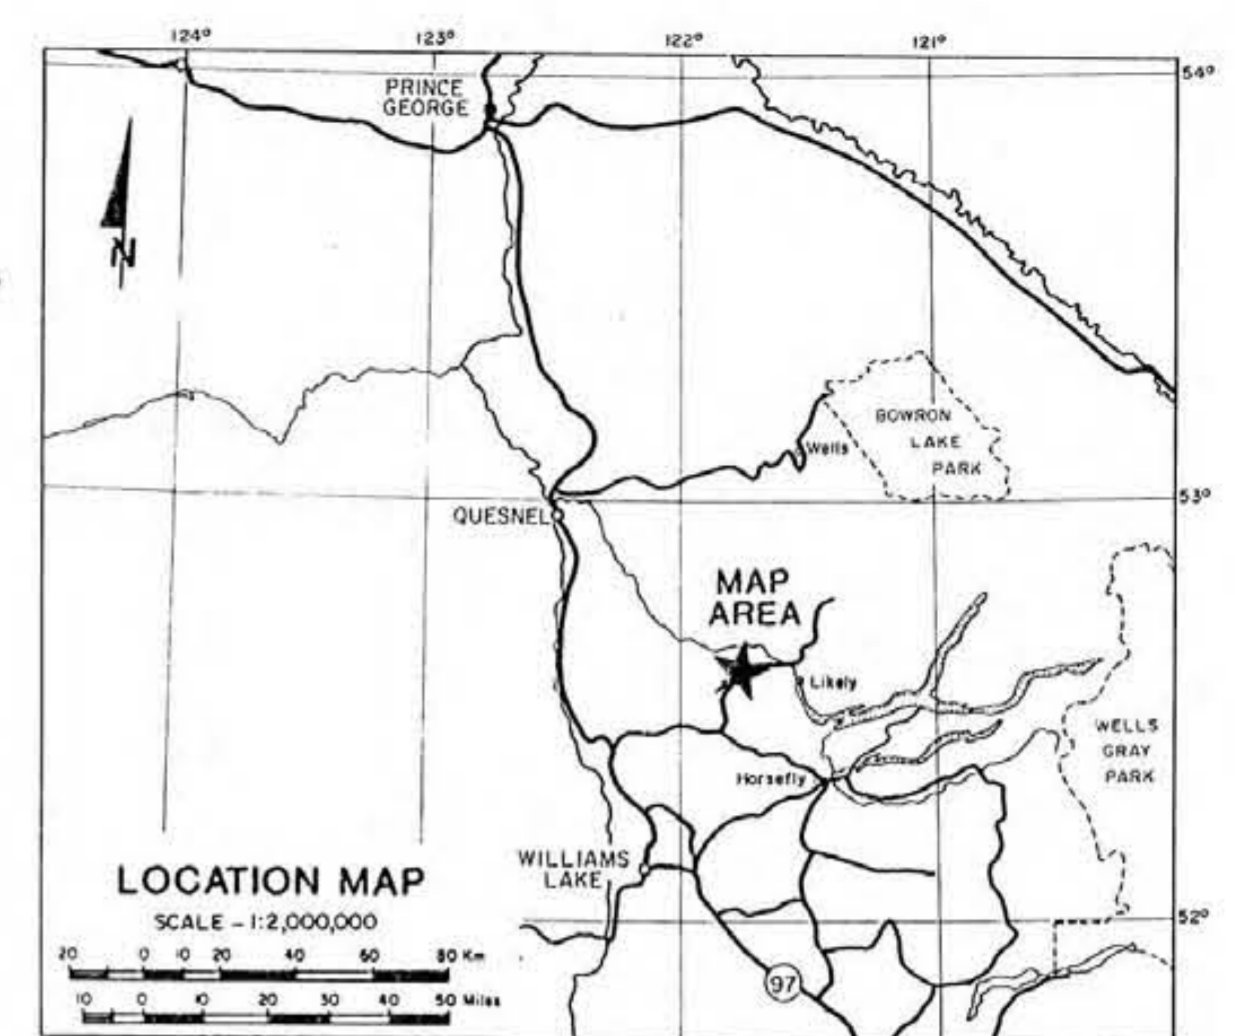 124° 123° 122° 121°
54°
PRINCE
GEORGE
N
BOWRON
LAKE
PARK
Wells
53°
QUESNEL
MAP
AREA
Likely
WELLS
GRAY
PARK
Horsefly
WILLIAMS
LAKE
LOCATION MAP
SCALE - 1:2,000,000
52°
20 0 10 20 40 60 80 Km
10 0 10 20 30 40 50 Miles
97